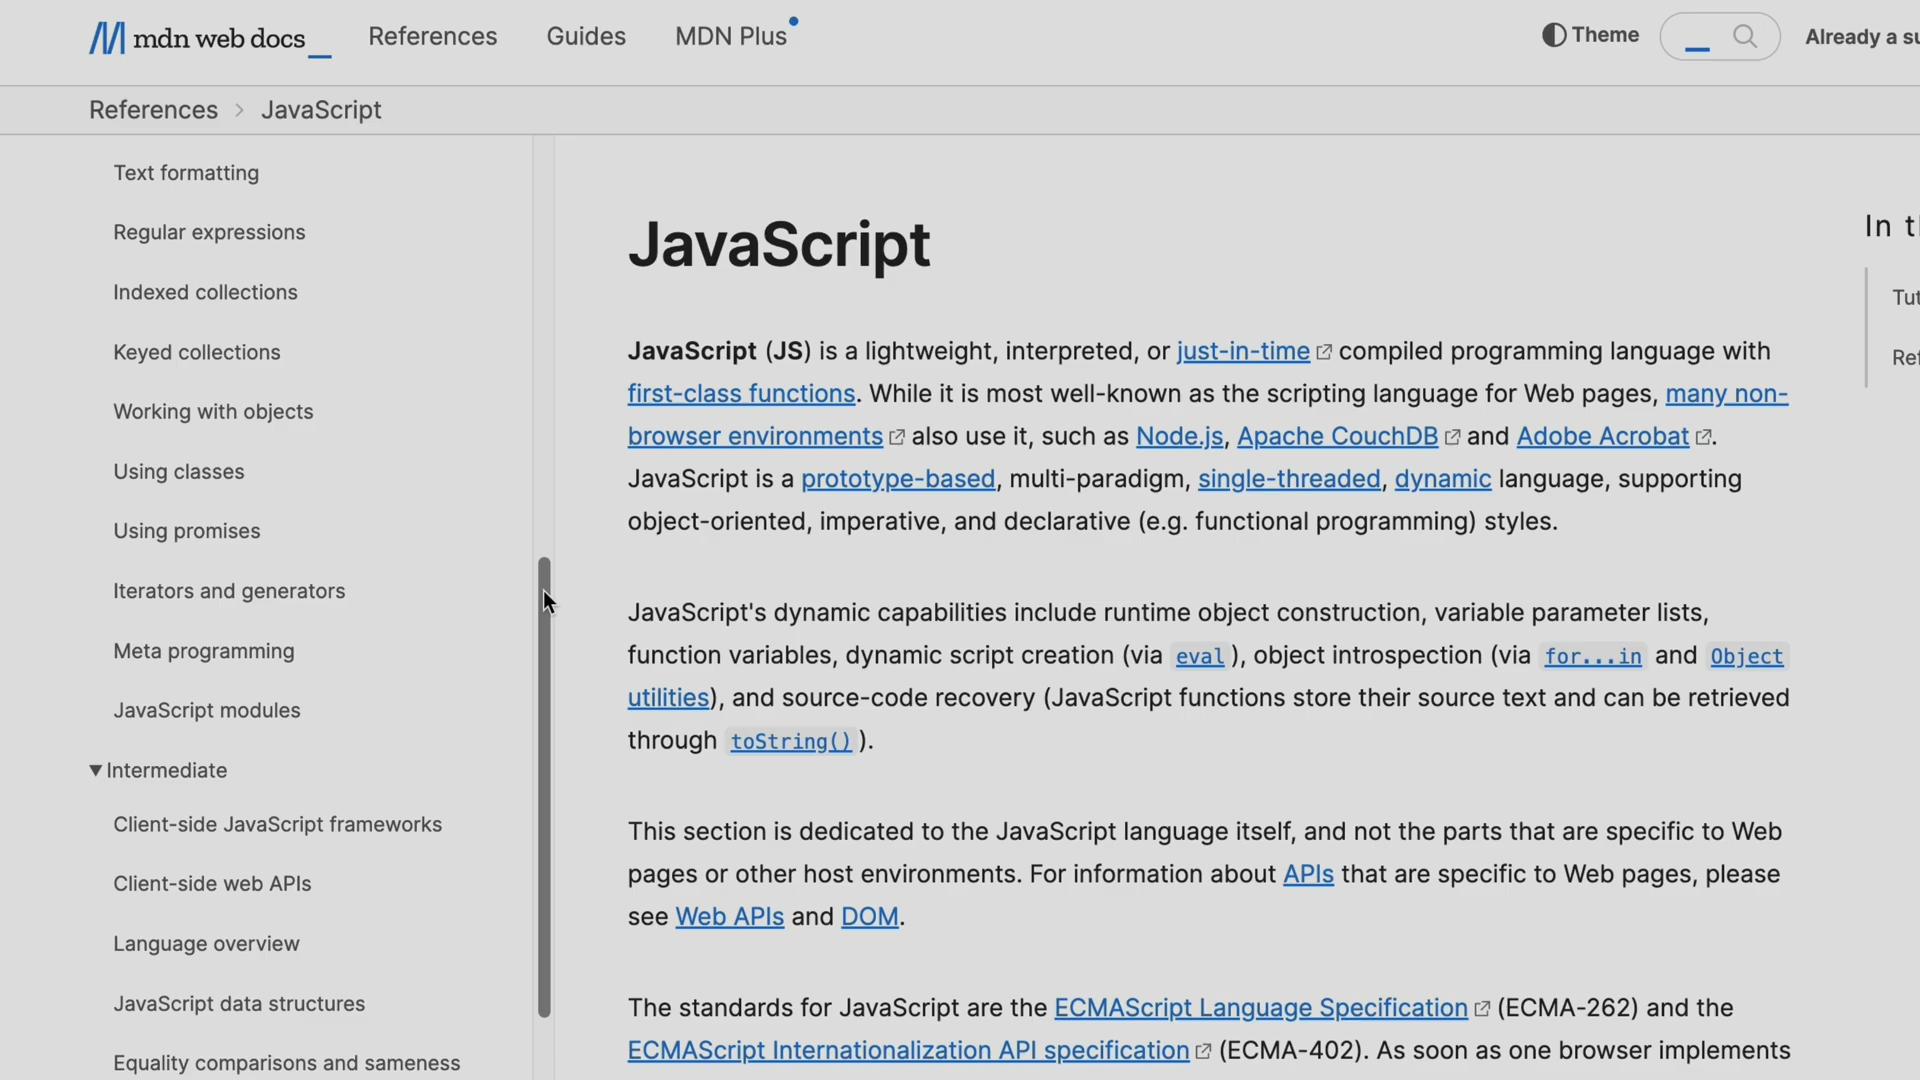 mdn web docs_
References
Guides
MDN Plus
Theme
Already a su
References > JavaScript
Text formatting
Regular expressions
Indexed collections
Keyed collections
Working with objects
Using classes
Using promises
Iterators and generators
Meta programming
JavaScript modules
▼Intermediate
Client-side JavaScript frameworks
Client-side web APIs
Language overview
JavaScript data structures
Equality comparisons and sameness
JavaScript
JavaScript (JS) is a lightweight, interpreted, or just-in-time compiled programming language with
first-class functions. While it is most well-known as the scripting language for Web pages, many non-
browser environments also use it, such as Node.js, Apache CouchDB and Adobe Acrobat.
JavaScript is a prototype-based, multi-paradigm, single-threaded, dynamic language, supporting
object-oriented, imperative, and declarative (e.g. functional programming) styles.
JavaScript's dynamic capabilities include runtime object construction, variable parameter lists,
function variables, dynamic script creation (via eval), object introspection (via for...in and Object
utilities), and source-code recovery (JavaScript functions store their source text and can be retrieved
through toString()).
This section is dedicated to the JavaScript language itself, and not the parts that are specific to Web
pages or other host environments. For information about APIs that are specific to Web pages, please
see Web APIs and DOM.
The standards for JavaScript are the ECMAScript Language Specification (ECMA-262) and the
ECMAScript Internationalization API specification (ECMA-402). As soon as one browser implements
In t
Tut
Ref